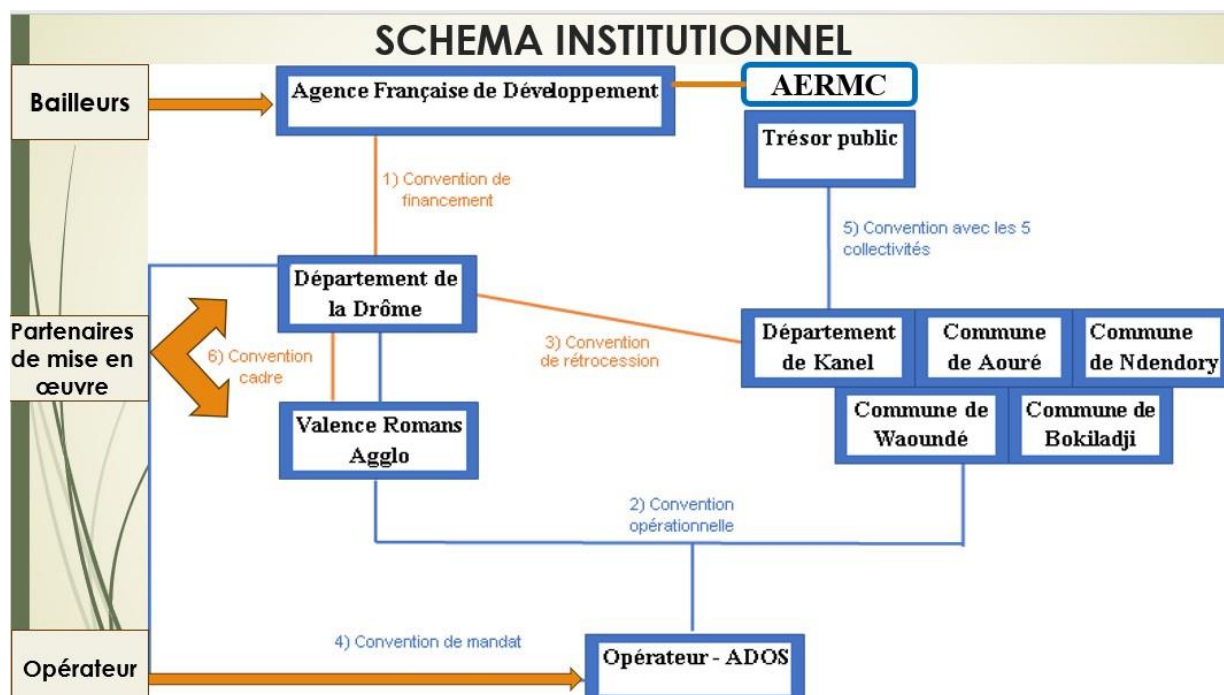 SCHEMA INSTITUTIONNEL
Bailleurs
Agence Française de Développement
AERMC
Trésor public
1) Convention de
financement
5) Convention avec les 5
collectivités
Département de
la Drôme
Partenaires
de mise en
œuvre
6) Convention
cadre
3) Convention
de rétrocession
Département
de Kanel
Commune
de Aouré
Commune
de Ndendory
Valence Romans
Agglo
Commune de
Waoundé
Commune de
Bokiladji
2) Convention
opérationnelle
4) Convention de mandat
Opérateur
Opérateur - ADOS